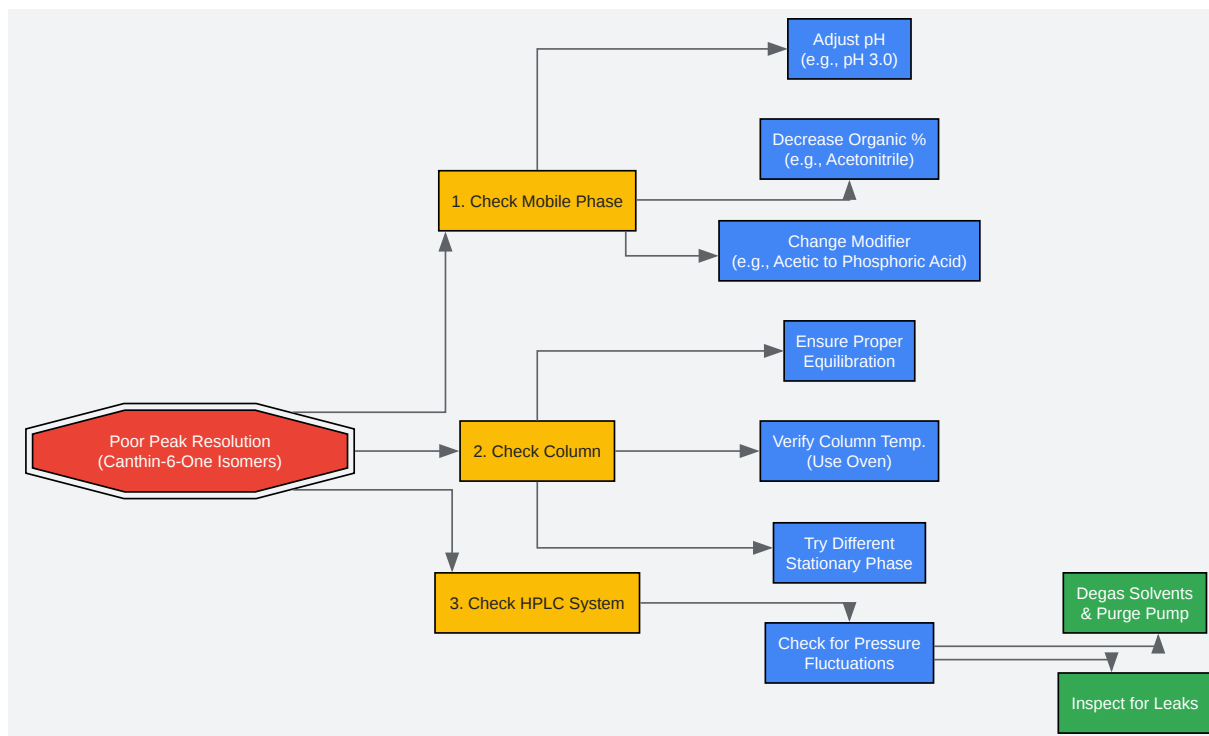 Adjust pH
(e.g., pH 3.0)
Decrease Organic %
(e.g., Acetonitrile)
1. Check Mobile Phase
Change Modifier
(e.g., Acetic to Phosphoric Acid)
Ensure Proper
Equilibration
Poor Peak Resolution
(Canthin-6-One Isomers)
2. Check Column
Verify Column Temp.
(Use Oven)
Try Different
Stationary Phase
3. Check HPLC System
Check for Pressure
Fluctuations
Degas Solvents
& Purge Pump
Inspect for Leaks